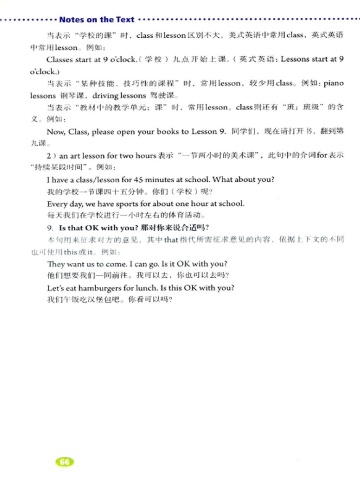 Notes on the Text
当表示“学校的课”时，class 和lesson区别不大。美式英语中常用class，英式英语
中常用lesson。例如：
Classes start at 9 o'clock.（学校）九点开始上课。（英式英语：Lessons start at 9
o'clock.）
当表示“某种技能、技巧性的课程”时，常用lesson，较少用class。例如：piano
lessons 钢琴课，driving lessons 驾驶课。
当表示“教材中的教学单元；课”时，常用lesson。class则还有“班；班级”的含
义。例如：
Now, Class, please open your books to Lesson 9. 同学们，现在请打开书，翻到第
九课。
2）an art lesson for two hours表示“一节两小时的美术课”，此句中的介词for表示
“持续某段时间”。例如：
I have a class/lesson for 45 minutes at school. What about you?
我的学校一节课四十五分钟。你们（学校）呢？
Every day, we have sports for about one hour at school.
每天我们在学校进行一小时左右的体育活动。
9. Is that OK with you? 那对你来说合适吗？
本句用来征求对方的意见，其中that指代所需征求意见的内容。依据上下文的不同
也可使用this或it。例如：
They want us to come. I can go. Is it OK with you?
他们想要我们一同前往。我可以去，你也可以去吗？
Let's eat hamburgers for lunch. Is this OK with you?
我们午饭吃汉堡包吧。你看可以吗？
66